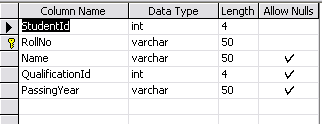 Column Name Data Type Length Allow Nulls
StudentId int 4
RollNo varchar 50
Name varchar 50 ✓
QualificationId int 4 ✓
PassingYear varchar 50 ✓